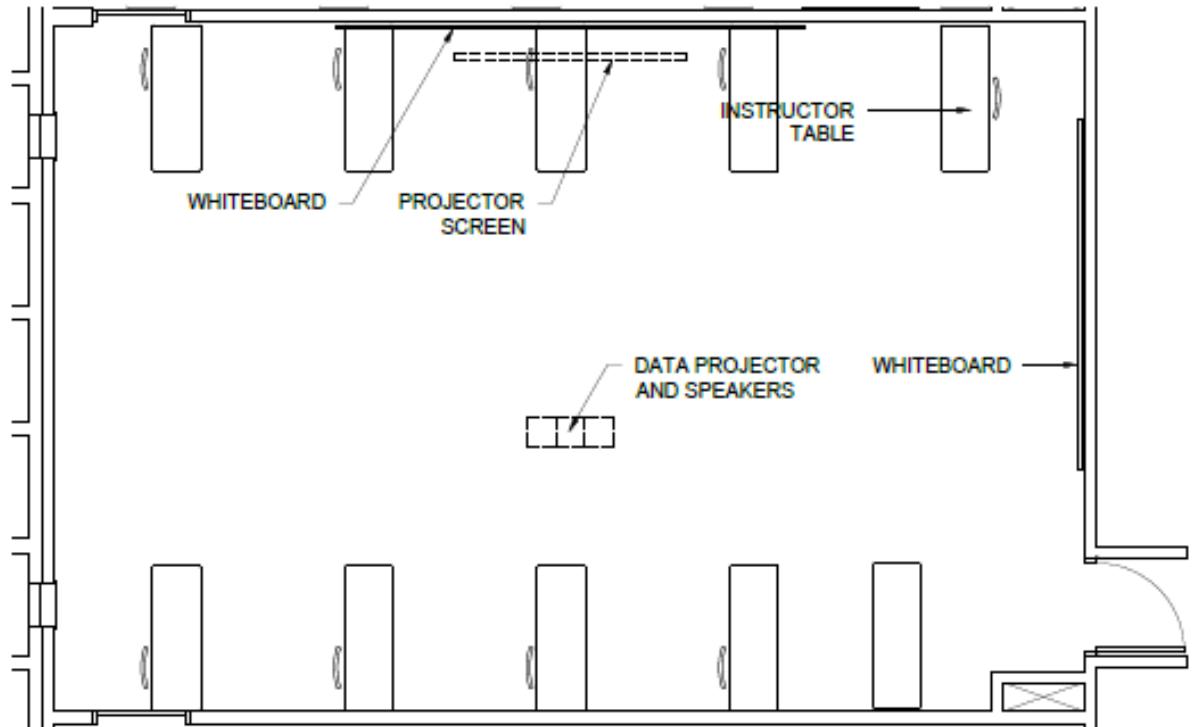 INSTRUCTOR
TABLE
WHITEBOARD
PROJECTOR
SCREEN
DATA PROJECTOR
AND SPEAKERS
WHITEBOARD